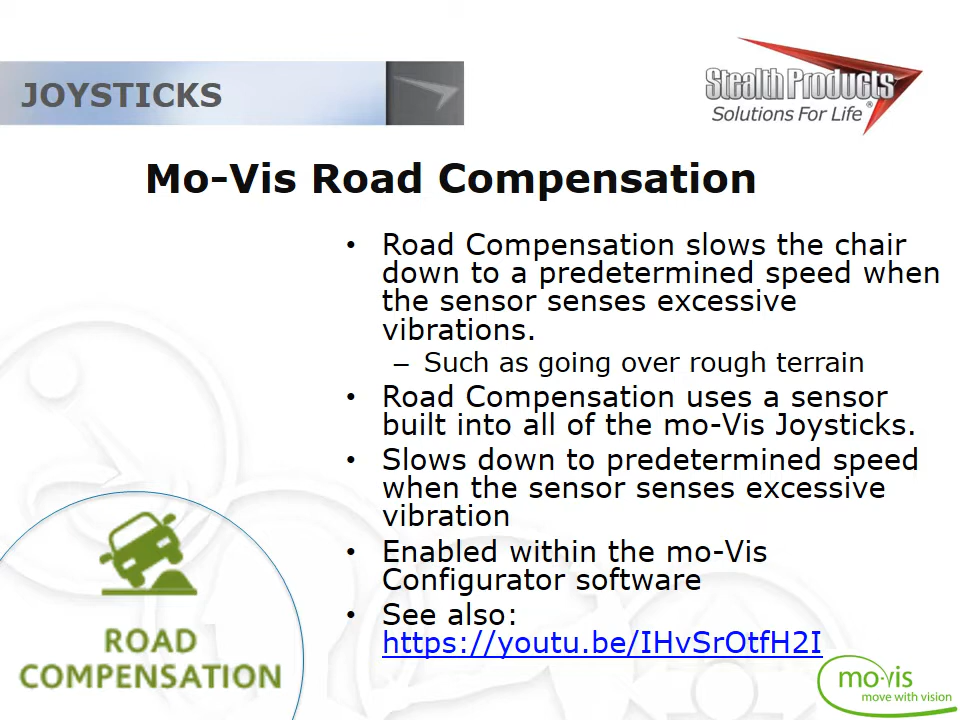 JOYSTICKS
Stealth Products®
Solutions For Life
Mo-Vis Road Compensation
• Road Compensation slows the chair
down to a predetermined speed when
the sensor senses excessive
vibrations.
– Such as going over rough terrain
• Road Compensation uses a sensor
built into all of the mo-Vis Joysticks.
• Slows down to predetermined speed
when the sensor senses excessive
vibration
• Enabled within the mo-Vis
Configurator software
• See also:
https://youtu.be/IHvSrOtfH2I
ROAD
COMPENSATION
mo·vis
move with vision